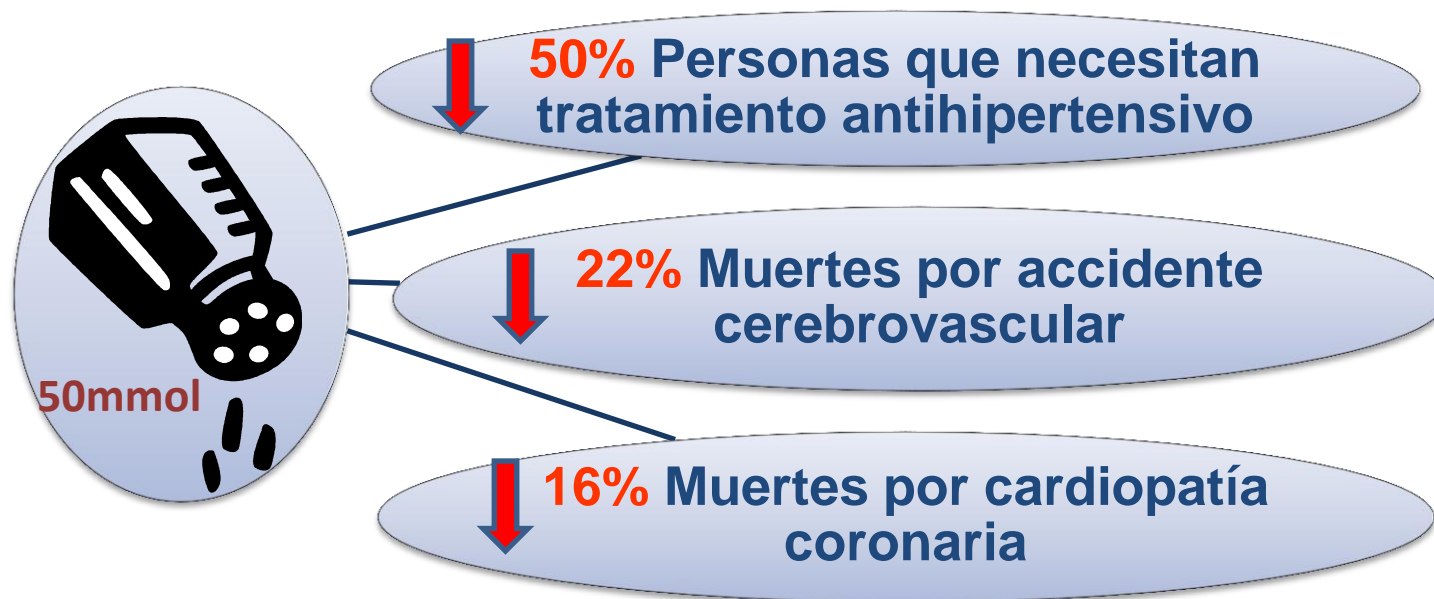 50% Personas que necesitan
tratamiento antihipertensivo
22% Muertes por accidente
cerebrovascular
50mmol
16% Muertes por cardiopatía
coronaria